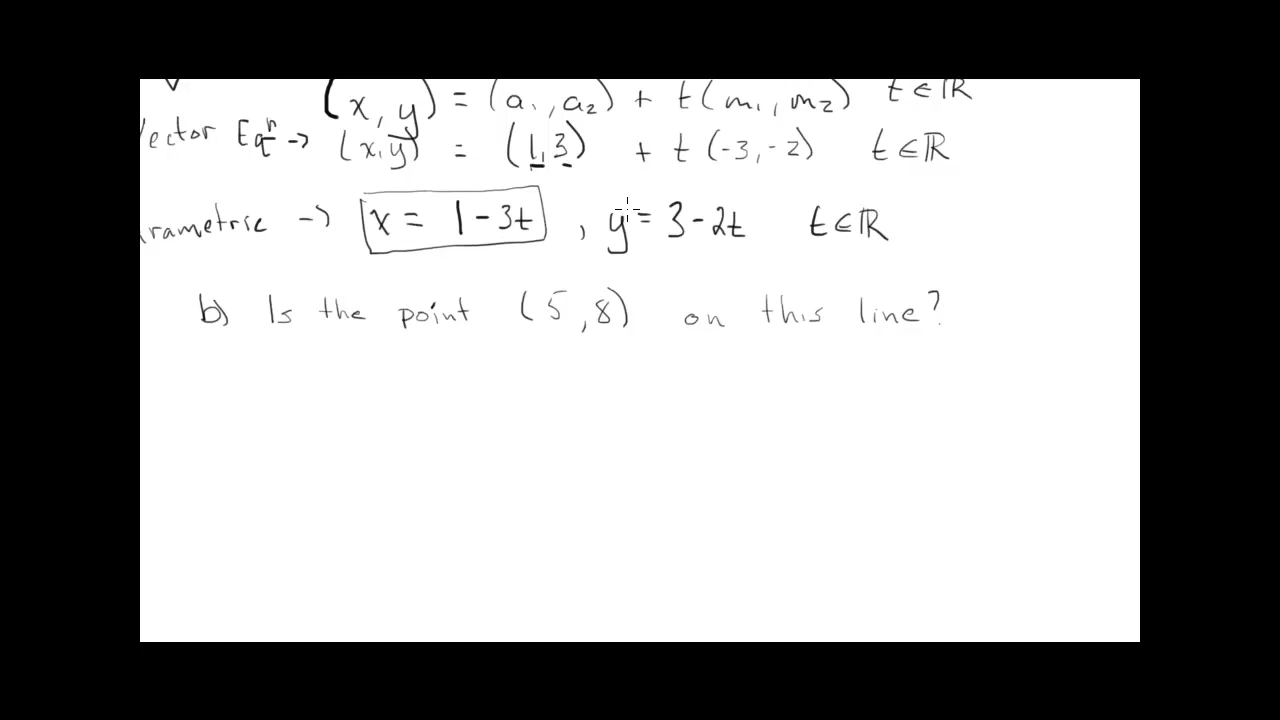 (x, y) = (a₁, a₂) + t(m₁, m₂) t∈ℝ
ector Eqⁿ → (x, y) = (1, 3) + t(-3, -2) t∈ℝ
rametric → x = 1 - 3t , y = 3 - 2t t∈ℝ
b) Is the point (5, 8) on this line?